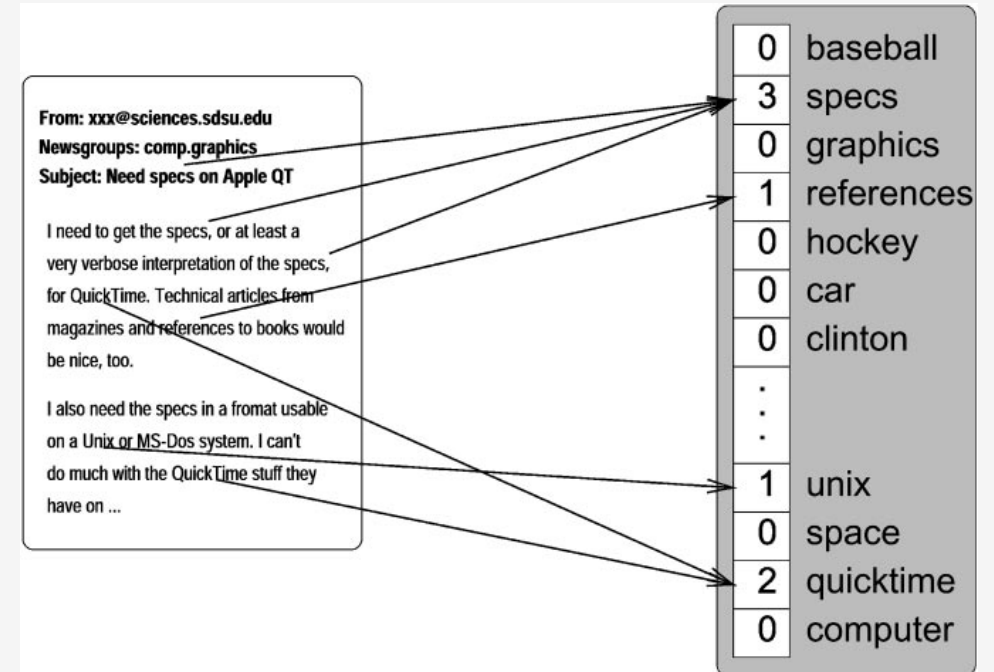 From: xxx@sciences.sdsu.edu
Newsgroups: comp.graphics
Subject: Need specs on Apple QT
I need to get the specs, or at least a
very verbose interpretation of the specs,
for QuickTime. Technical articles from
magazines and references to books would
be nice, too.
I also need the specs in a fromat usable
on a Unix or MS-Dos system. I can't
do much with the QuickTime stuff they
have on ...
0 baseball
3 specs
0 graphics
1 references
0 hockey
0 car
0 clinton
.
.
.
1 unix
0 space
2 quicktime
0 computer